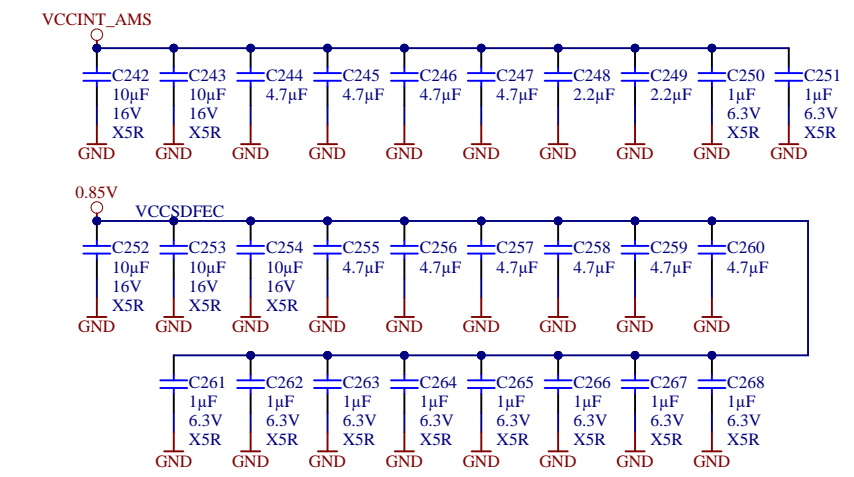 VCCINT_AMS
C242 C243 C244 C245 C246 C247 C248 C249 C250 C251
10µF 10µF 4.7µF 4.7µF 4.7µF 4.7µF 2.2µF 2.2µF 1µF 1µF
16V 16V 6.3V 6.3V
X5R X5R X5R X5R
GND GND GND GND GND GND GND GND GND GND
0.85V
VCCSDFEC
C252 C253 C254 C255 C256 C257 C258 C259 C260
10µF 10µF 10µF 4.7µF 4.7µF 4.7µF 4.7µF 4.7µF 4.7µF
16V 16V 16V
X5R X5R X5R
GND GND GND GND GND GND GND GND GND
C261 C262 C263 C264 C265 C266 C267 C268
1µF 1µF 1µF 1µF 1µF 1µF 1µF 1µF
6.3V 6.3V 6.3V 6.3V 6.3V 6.3V 6.3V 6.3V
X5R X5R X5R X5R X5R X5R X5R X5R
GND GND GND GND GND GND GND GND